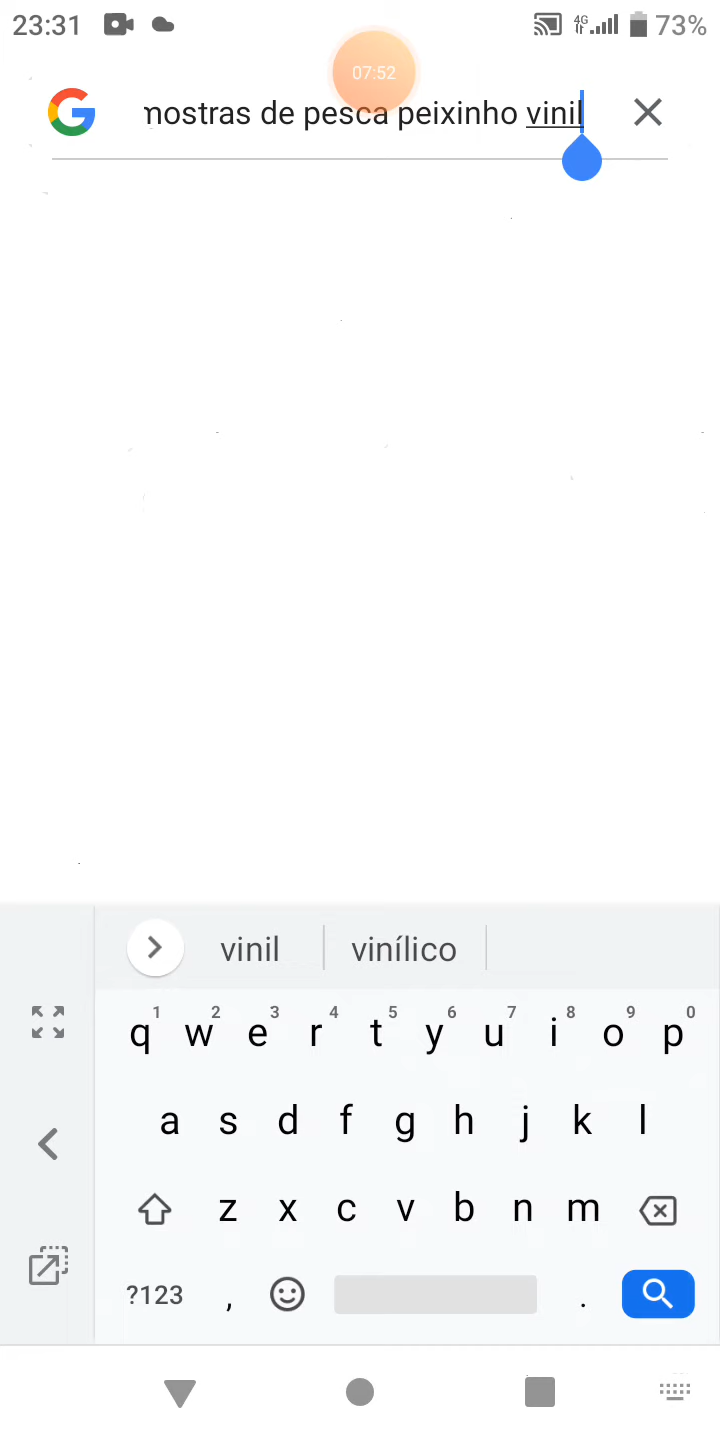 23:31 4G 73%
07:52
mostras de pesca peixinho vinil
vinil vinílico
1 2 3 4 5 6 7 8 9 0
q w e r t y u i o p
a s d f g h j k l
z x c v b n m
?123 , .